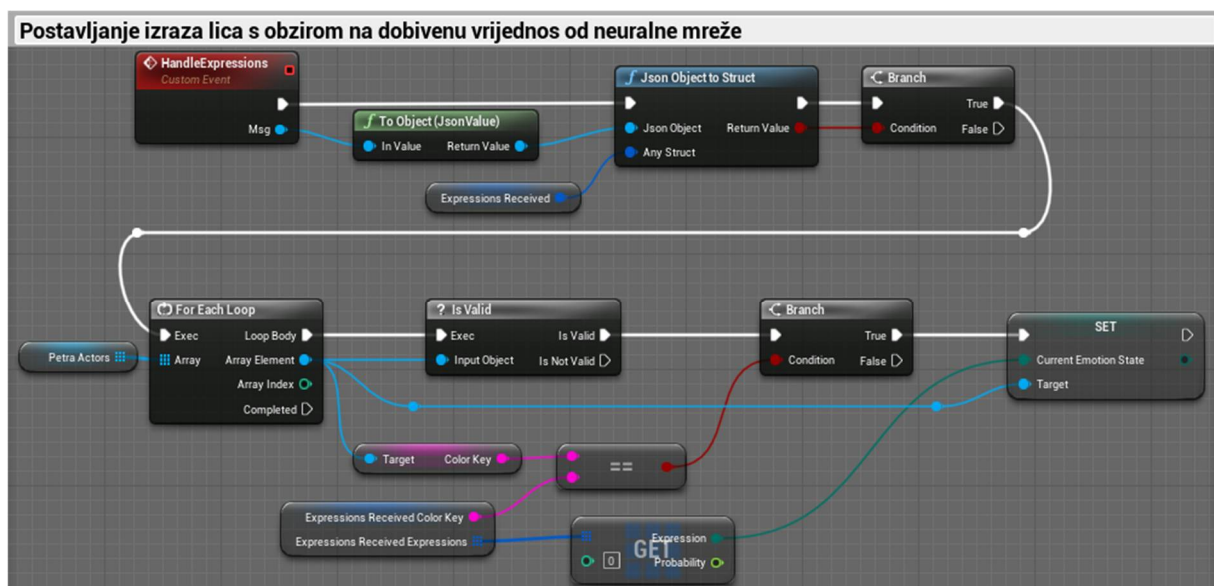 Postavljanje izraza lica s obzirom na dobivenu vrijednos od neuralne mreže
HandleExpressions
Custom Event
Msg
f To Object (JsonValue)
In Value Return Value
Expressions Received
f Json Object to Struct
Json Object Return Value
Any Struct
Branch
True
Condition False
Petra Actors
For Each Loop
Exec Loop Body
Array Array Element
Array Index
Completed
? Is Valid
Exec Is Valid
Input Object Is Not Valid
Branch
True
Condition False
SET
Current Emotion State
Target
Target Color Key
==
Expressions Received Color Key
Expressions Received Expressions
GET
Expression
0
Probability